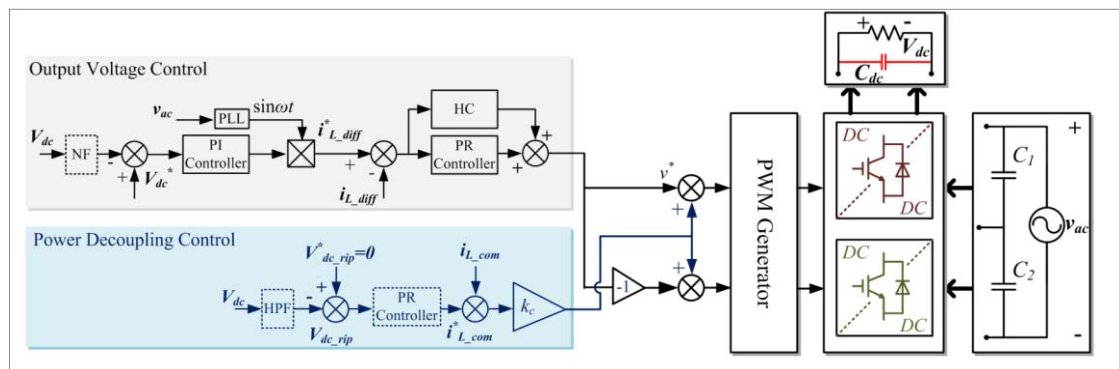 Output Voltage Control
v_ac
PLL
sinωt
V_dc
NF
-
+
V_dc*
PI
Controller
i*_L_diff
+
-
i_L_diff
HC
PR
Controller
+
+
Power Decoupling Control
V*_dc_rip=0
V_dc
HPF
-
+
V_dc_rip
PR
Controller
i_L_com
i*_L_com
k_c
v*
+
+
-1
PWM Generator
+
-
V_dc
C_dc
DC
DC
DC
DC
C_1
C_2
+
v_ac
-